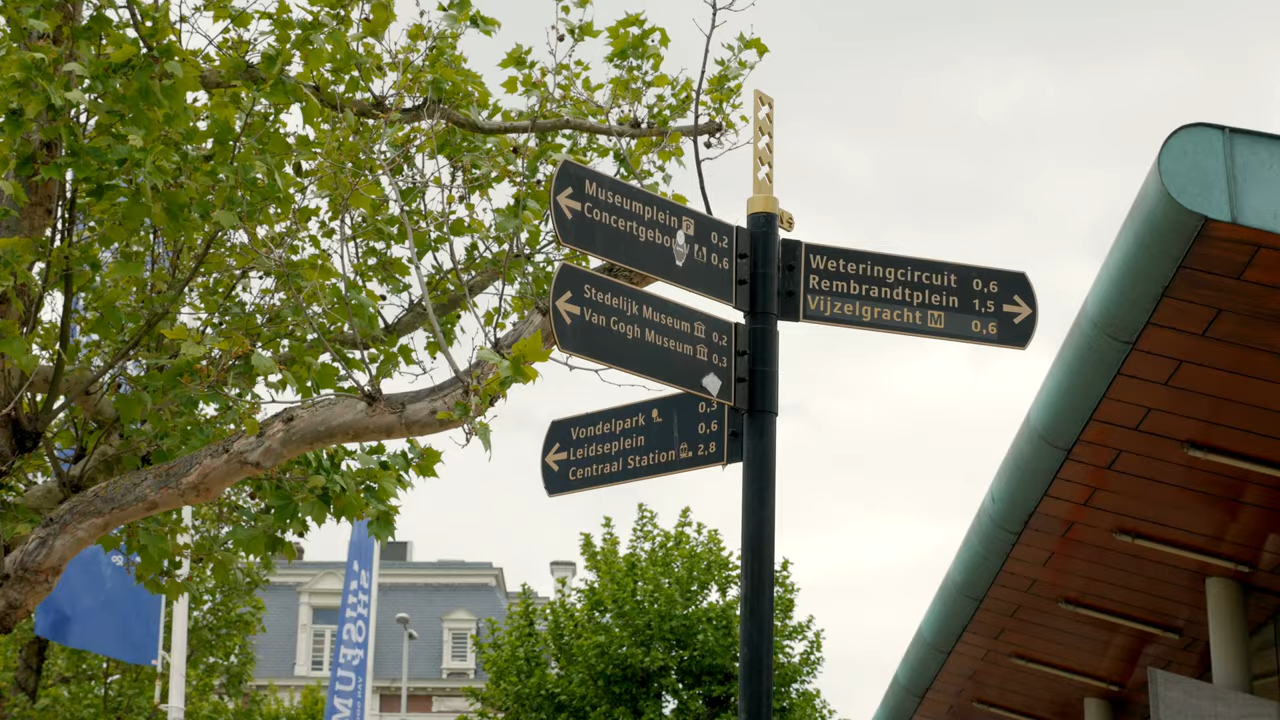 Museumplein P 0,2
Concertgebouw 0,6
Stedelijk Museum 0,2
Van Gogh Museum 0,3
Vondelpark 0,3
Leidseplein 0,6
Centraal Station 2,8
Weteringcircuit 0,6
Rembrandtplein 1,5
Vijzelgracht M 0,6
MUSEUM
SHOP